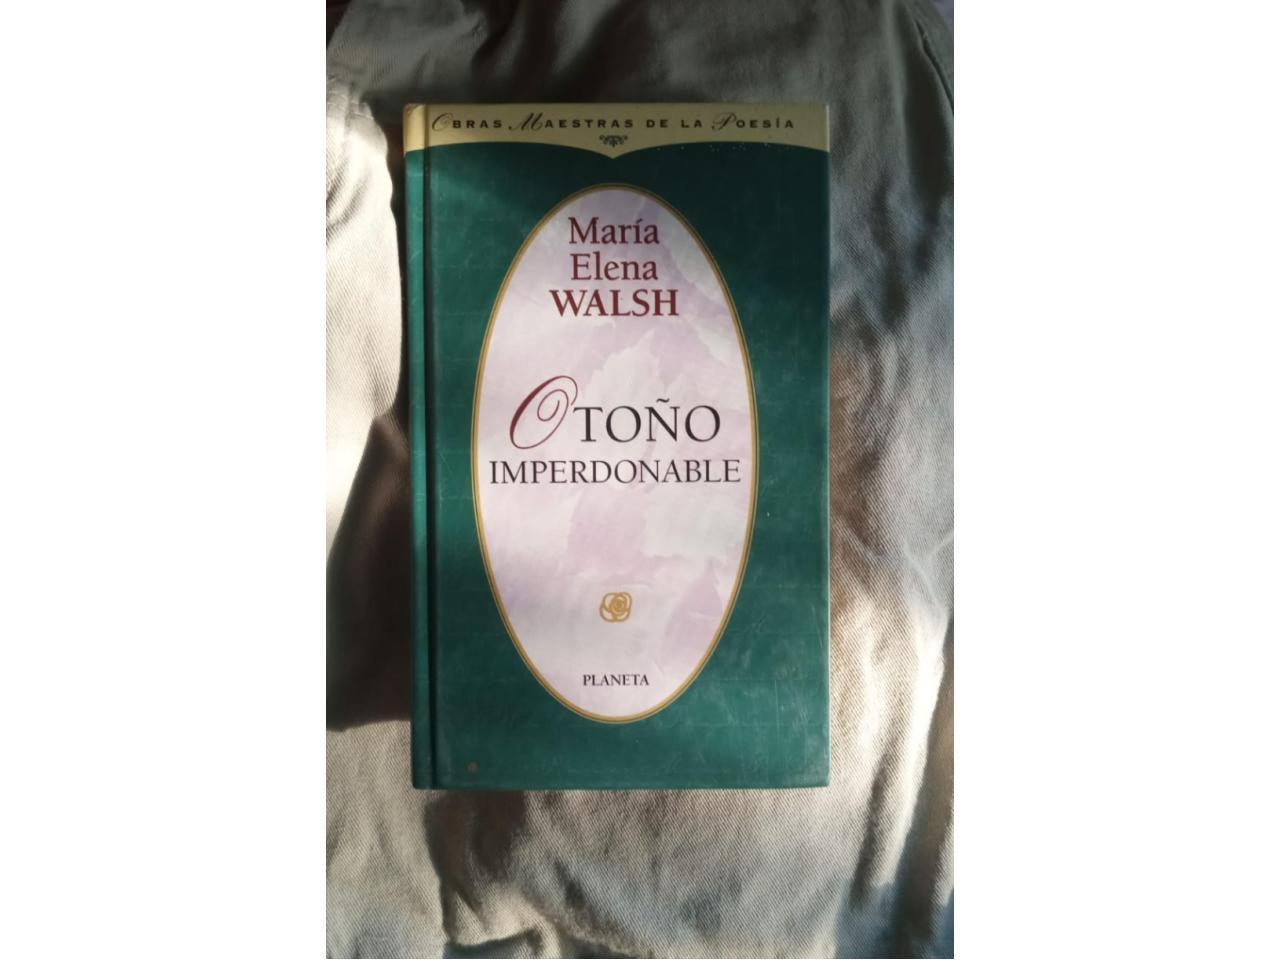 OBRAS MAESTRAS DE LA POESÍA
María
Elena
WALSH
OTOÑO
IMPERDONABLE
PLANETA